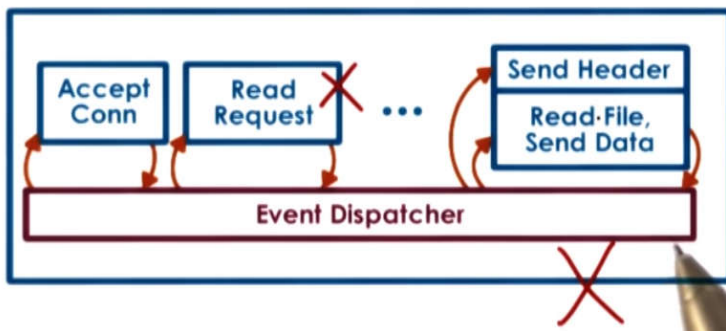 Accept
Conn
Read
Request
...
Send Header
Read·File,
Send Data
Event Dispatcher